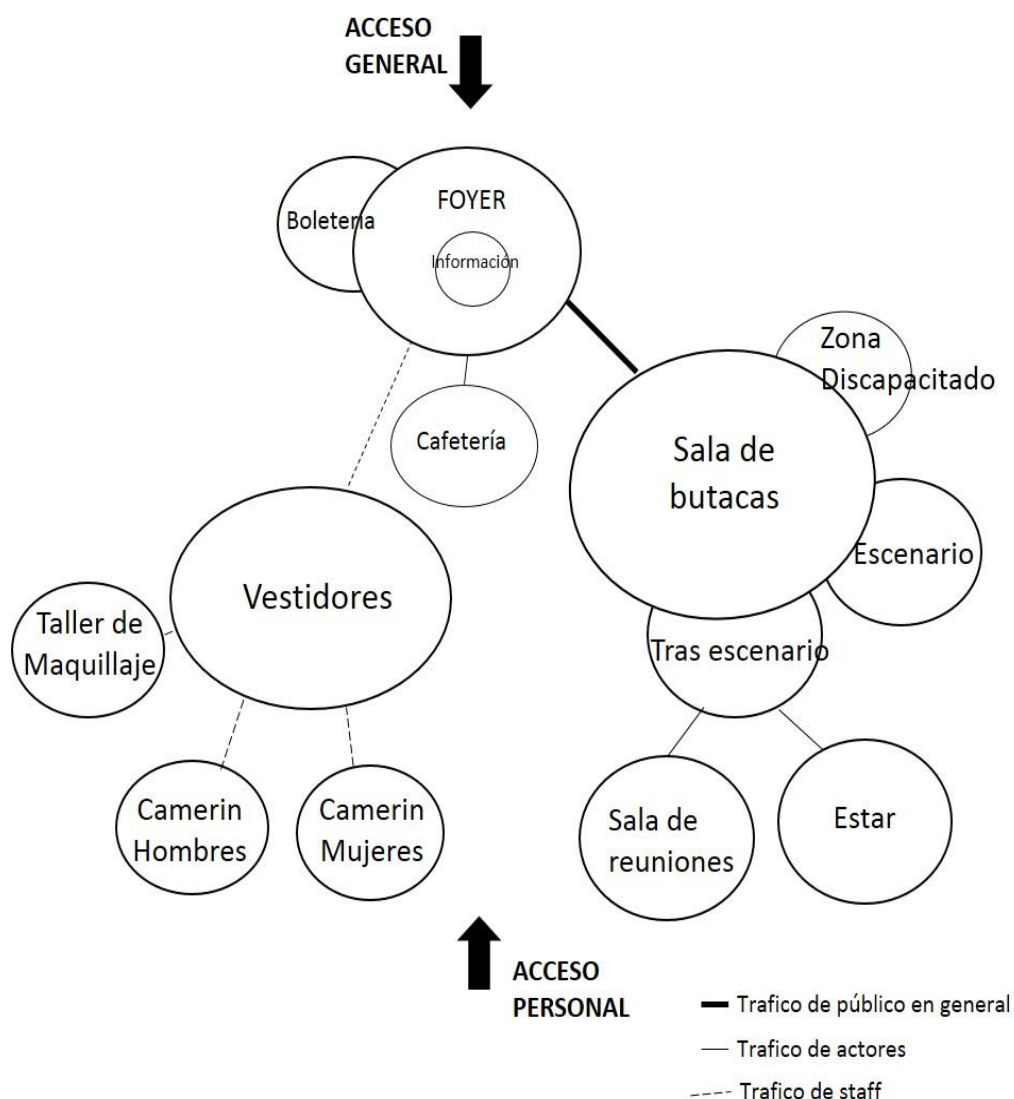 ACCESO
GENERAL
FOYER
Boletería
Información
Zona
Discapacitado
Cafetería
Sala de
butacas
Escenario
Vestidores
Taller de
Maquillaje
Tras escenario
Camerin
Hombres
Camerin
Mujeres
Sala de
reuniones
Estar
ACCESO
PERSONAL
Trafico de público en general
Trafico de actores
Trafico de staff